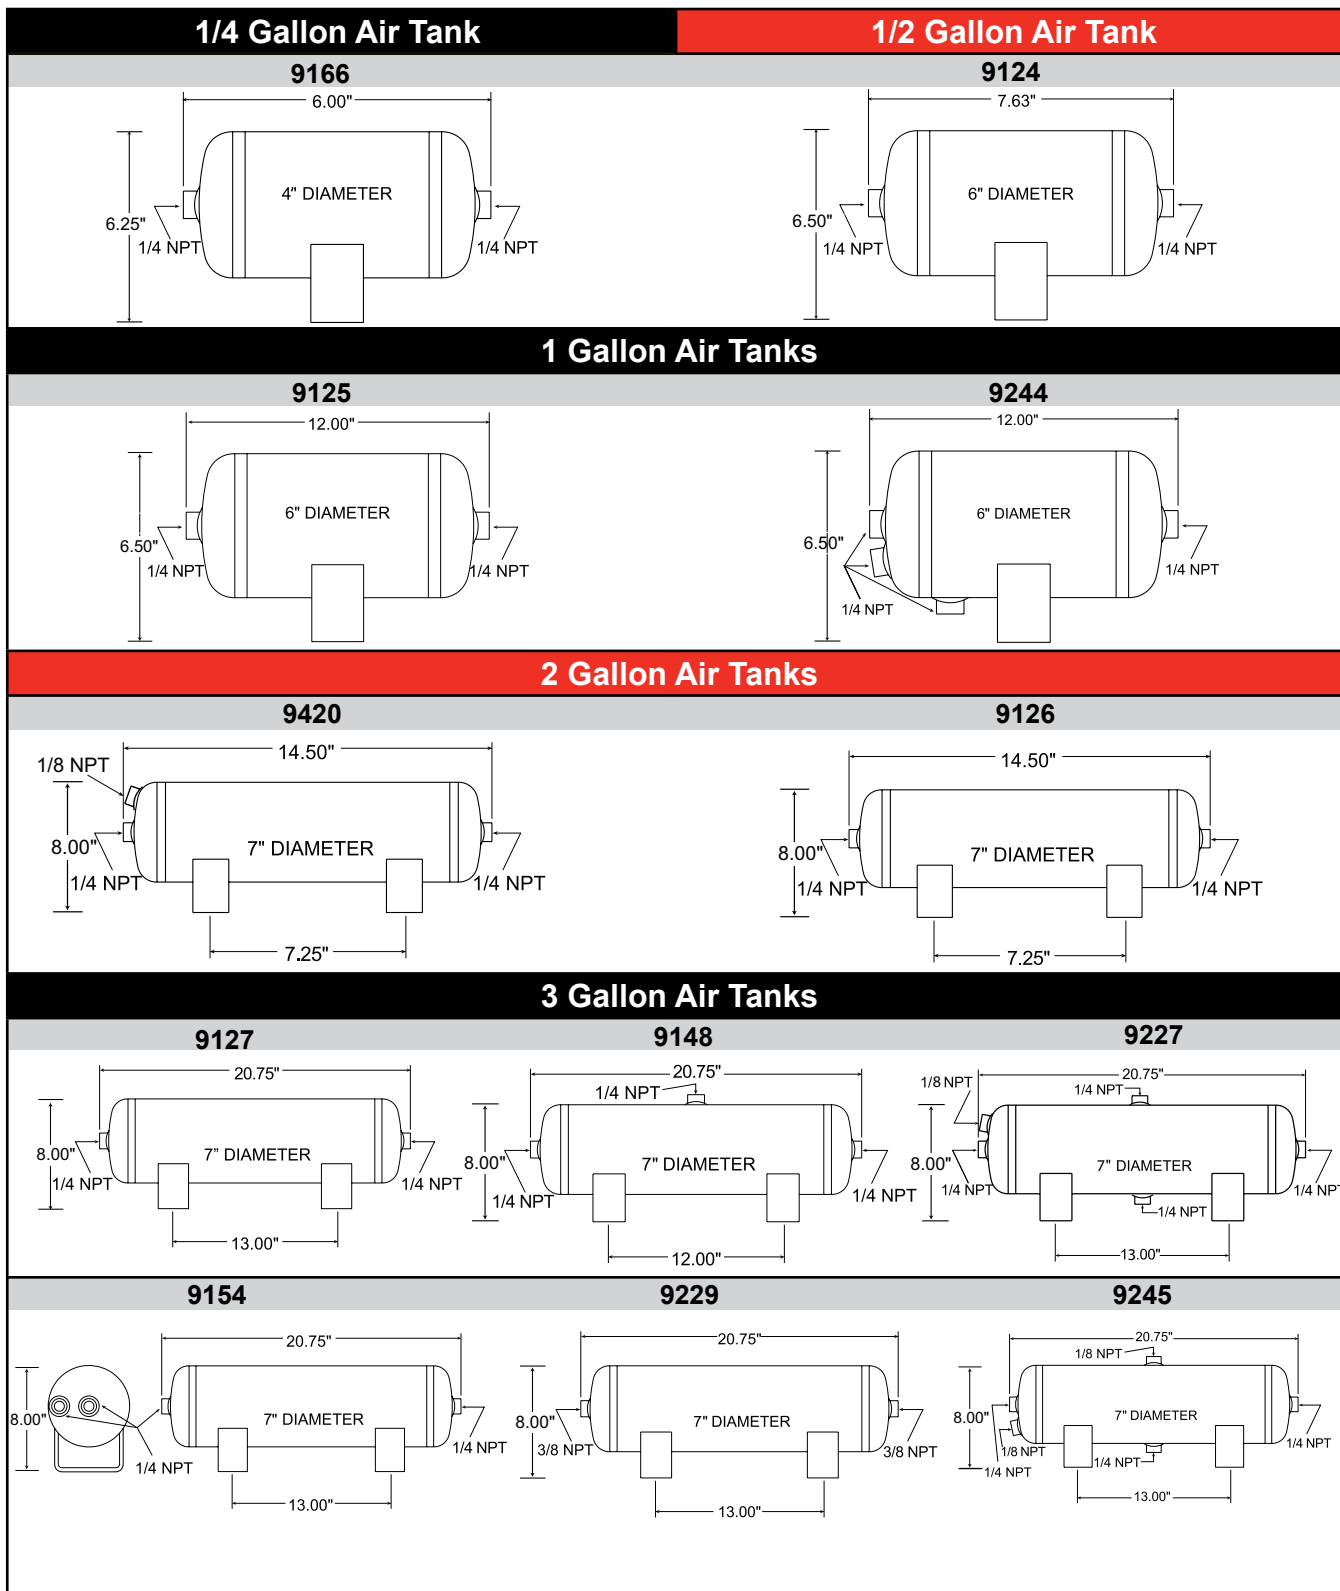 1/4 Gallon Air Tank
1/2 Gallon Air Tank
9166
9124
6.00"
4" DIAMETER
6.25"
1/4 NPT
1/4 NPT
7.63"
6" DIAMETER
6.50"
1/4 NPT
1/4 NPT
1 Gallon Air Tanks
9125
9244
12.00"
6" DIAMETER
6.50"
1/4 NPT
1/4 NPT
12.00"
6" DIAMETER
6.50"
1/4 NPT
1/4 NPT
2 Gallon Air Tanks
9420
9126
14.50"
1/8 NPT
8.00"
7" DIAMETER
1/4 NPT
1/4 NPT
7.25"
14.50"
8.00"
7" DIAMETER
1/4 NPT
1/4 NPT
7.25"
3 Gallon Air Tanks
9127
9148
9227
20.75"
8.00"
7" DIAMETER
1/4 NPT
1/4 NPT
13.00"
20.75"
1/4 NPT
8.00"
7" DIAMETER
1/4 NPT
1/4 NPT
12.00"
20.75"
1/8 NPT
1/4 NPT
8.00"
7" DIAMETER
1/4 NPT
1/4 NPT
1/4 NPT
13.00"
9154
9229
9245
20.75"
8.00"
7" DIAMETER
1/4 NPT
1/4 NPT
13.00"
20.75"
8.00"
7" DIAMETER
3/8 NPT
3/8 NPT
13.00"
20.75"
1/8 NPT
8.00"
7" DIAMETER
1/4 NPT
1/8 NPT
1/4 NPT
1/4 NPT
13.00"